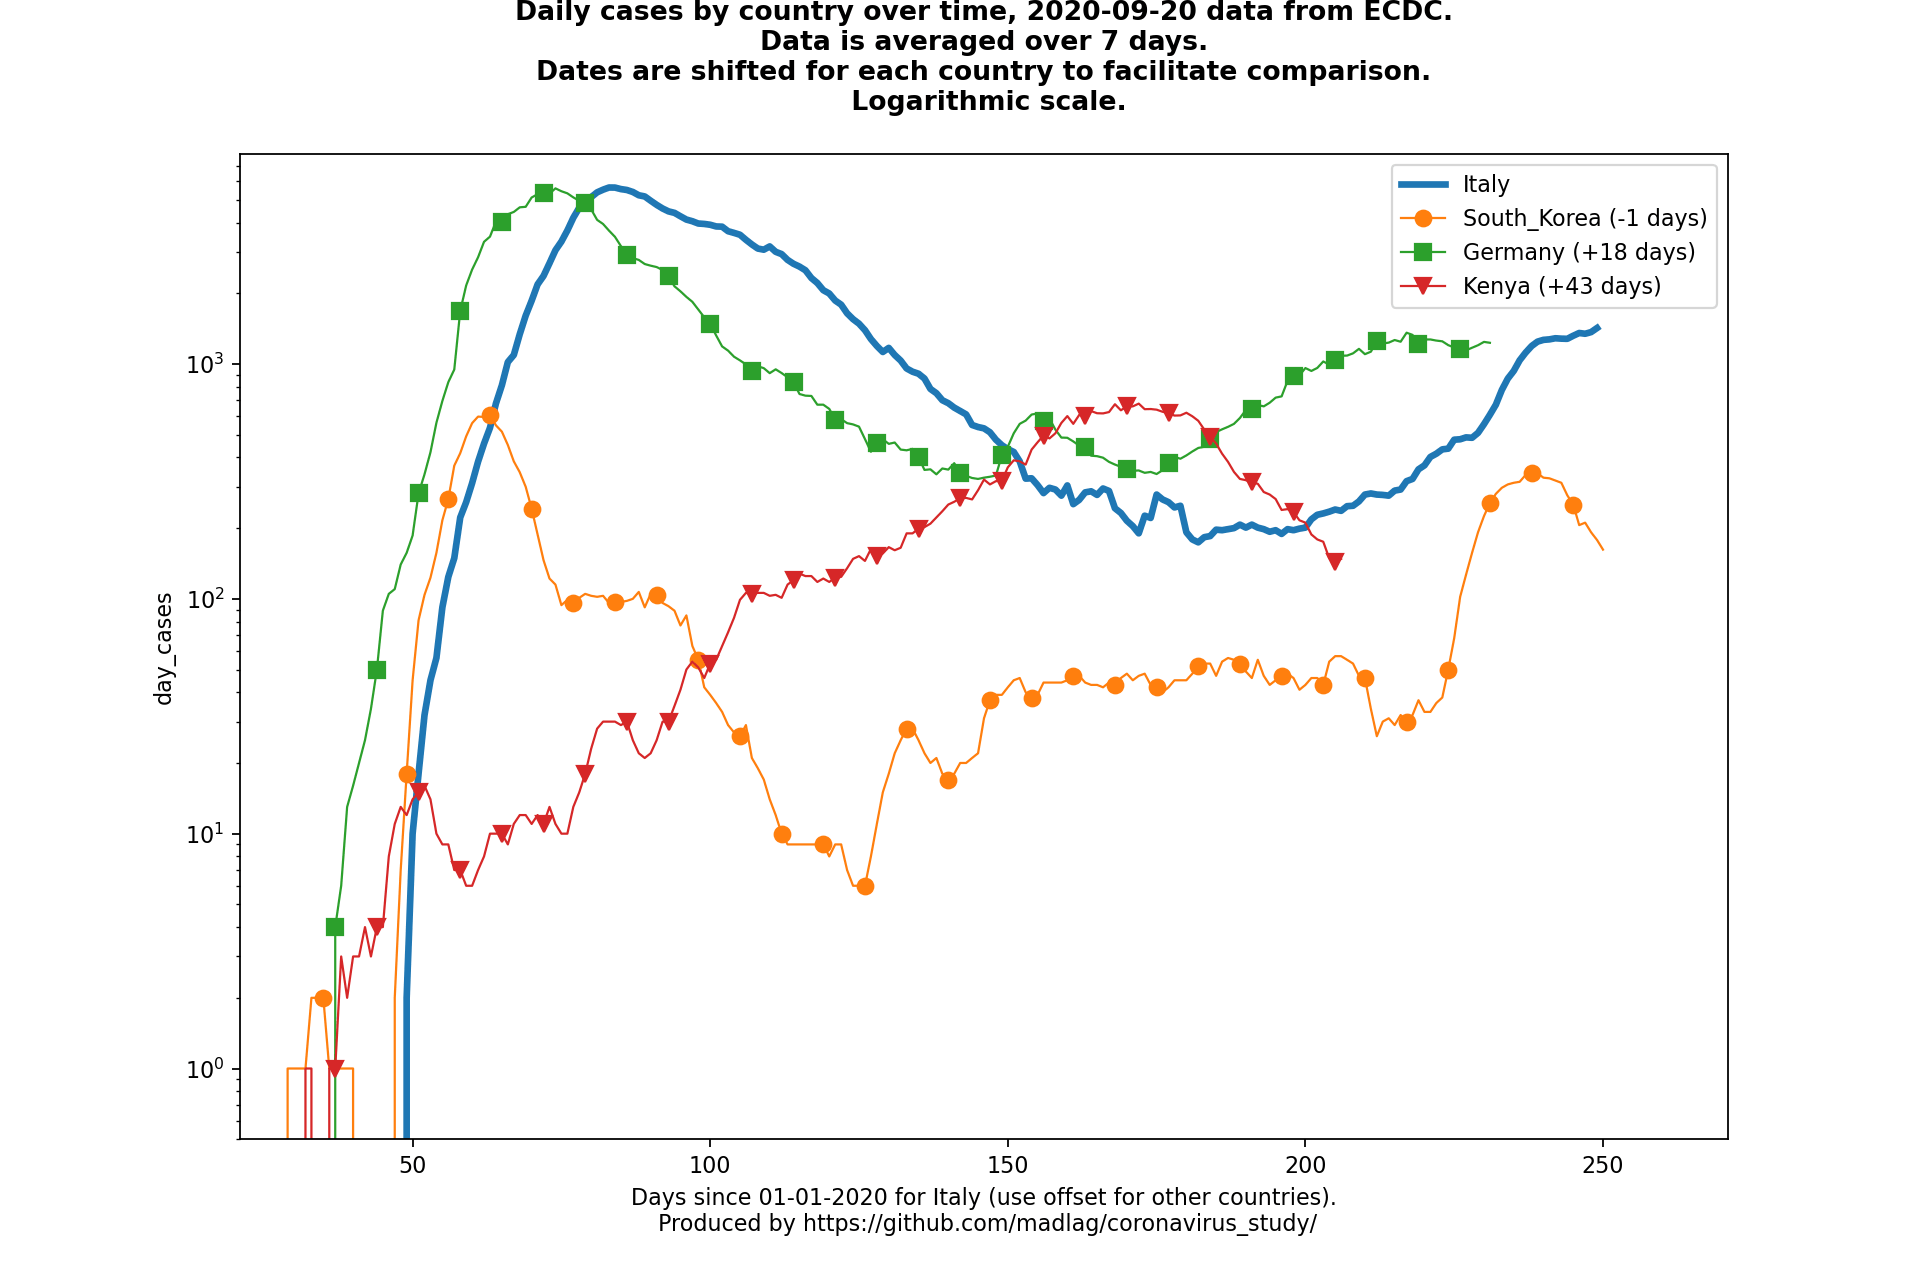 Daily cases by country over time, 2020-09-20 data from ECDC.
Data is averaged over 7 days.
Dates are shifted for each country to facilitate comparison.
Logarithmic scale.
Italy
South_Korea (-1 days)
Germany (+18 days)
Kenya (+43 days)
day_cases
10³
10²
10¹
10⁰
50
100
150
200
250
Days since 01-01-2020 for Italy (use offset for other countries).
Produced by https://github.com/madlag/coronavirus_study/